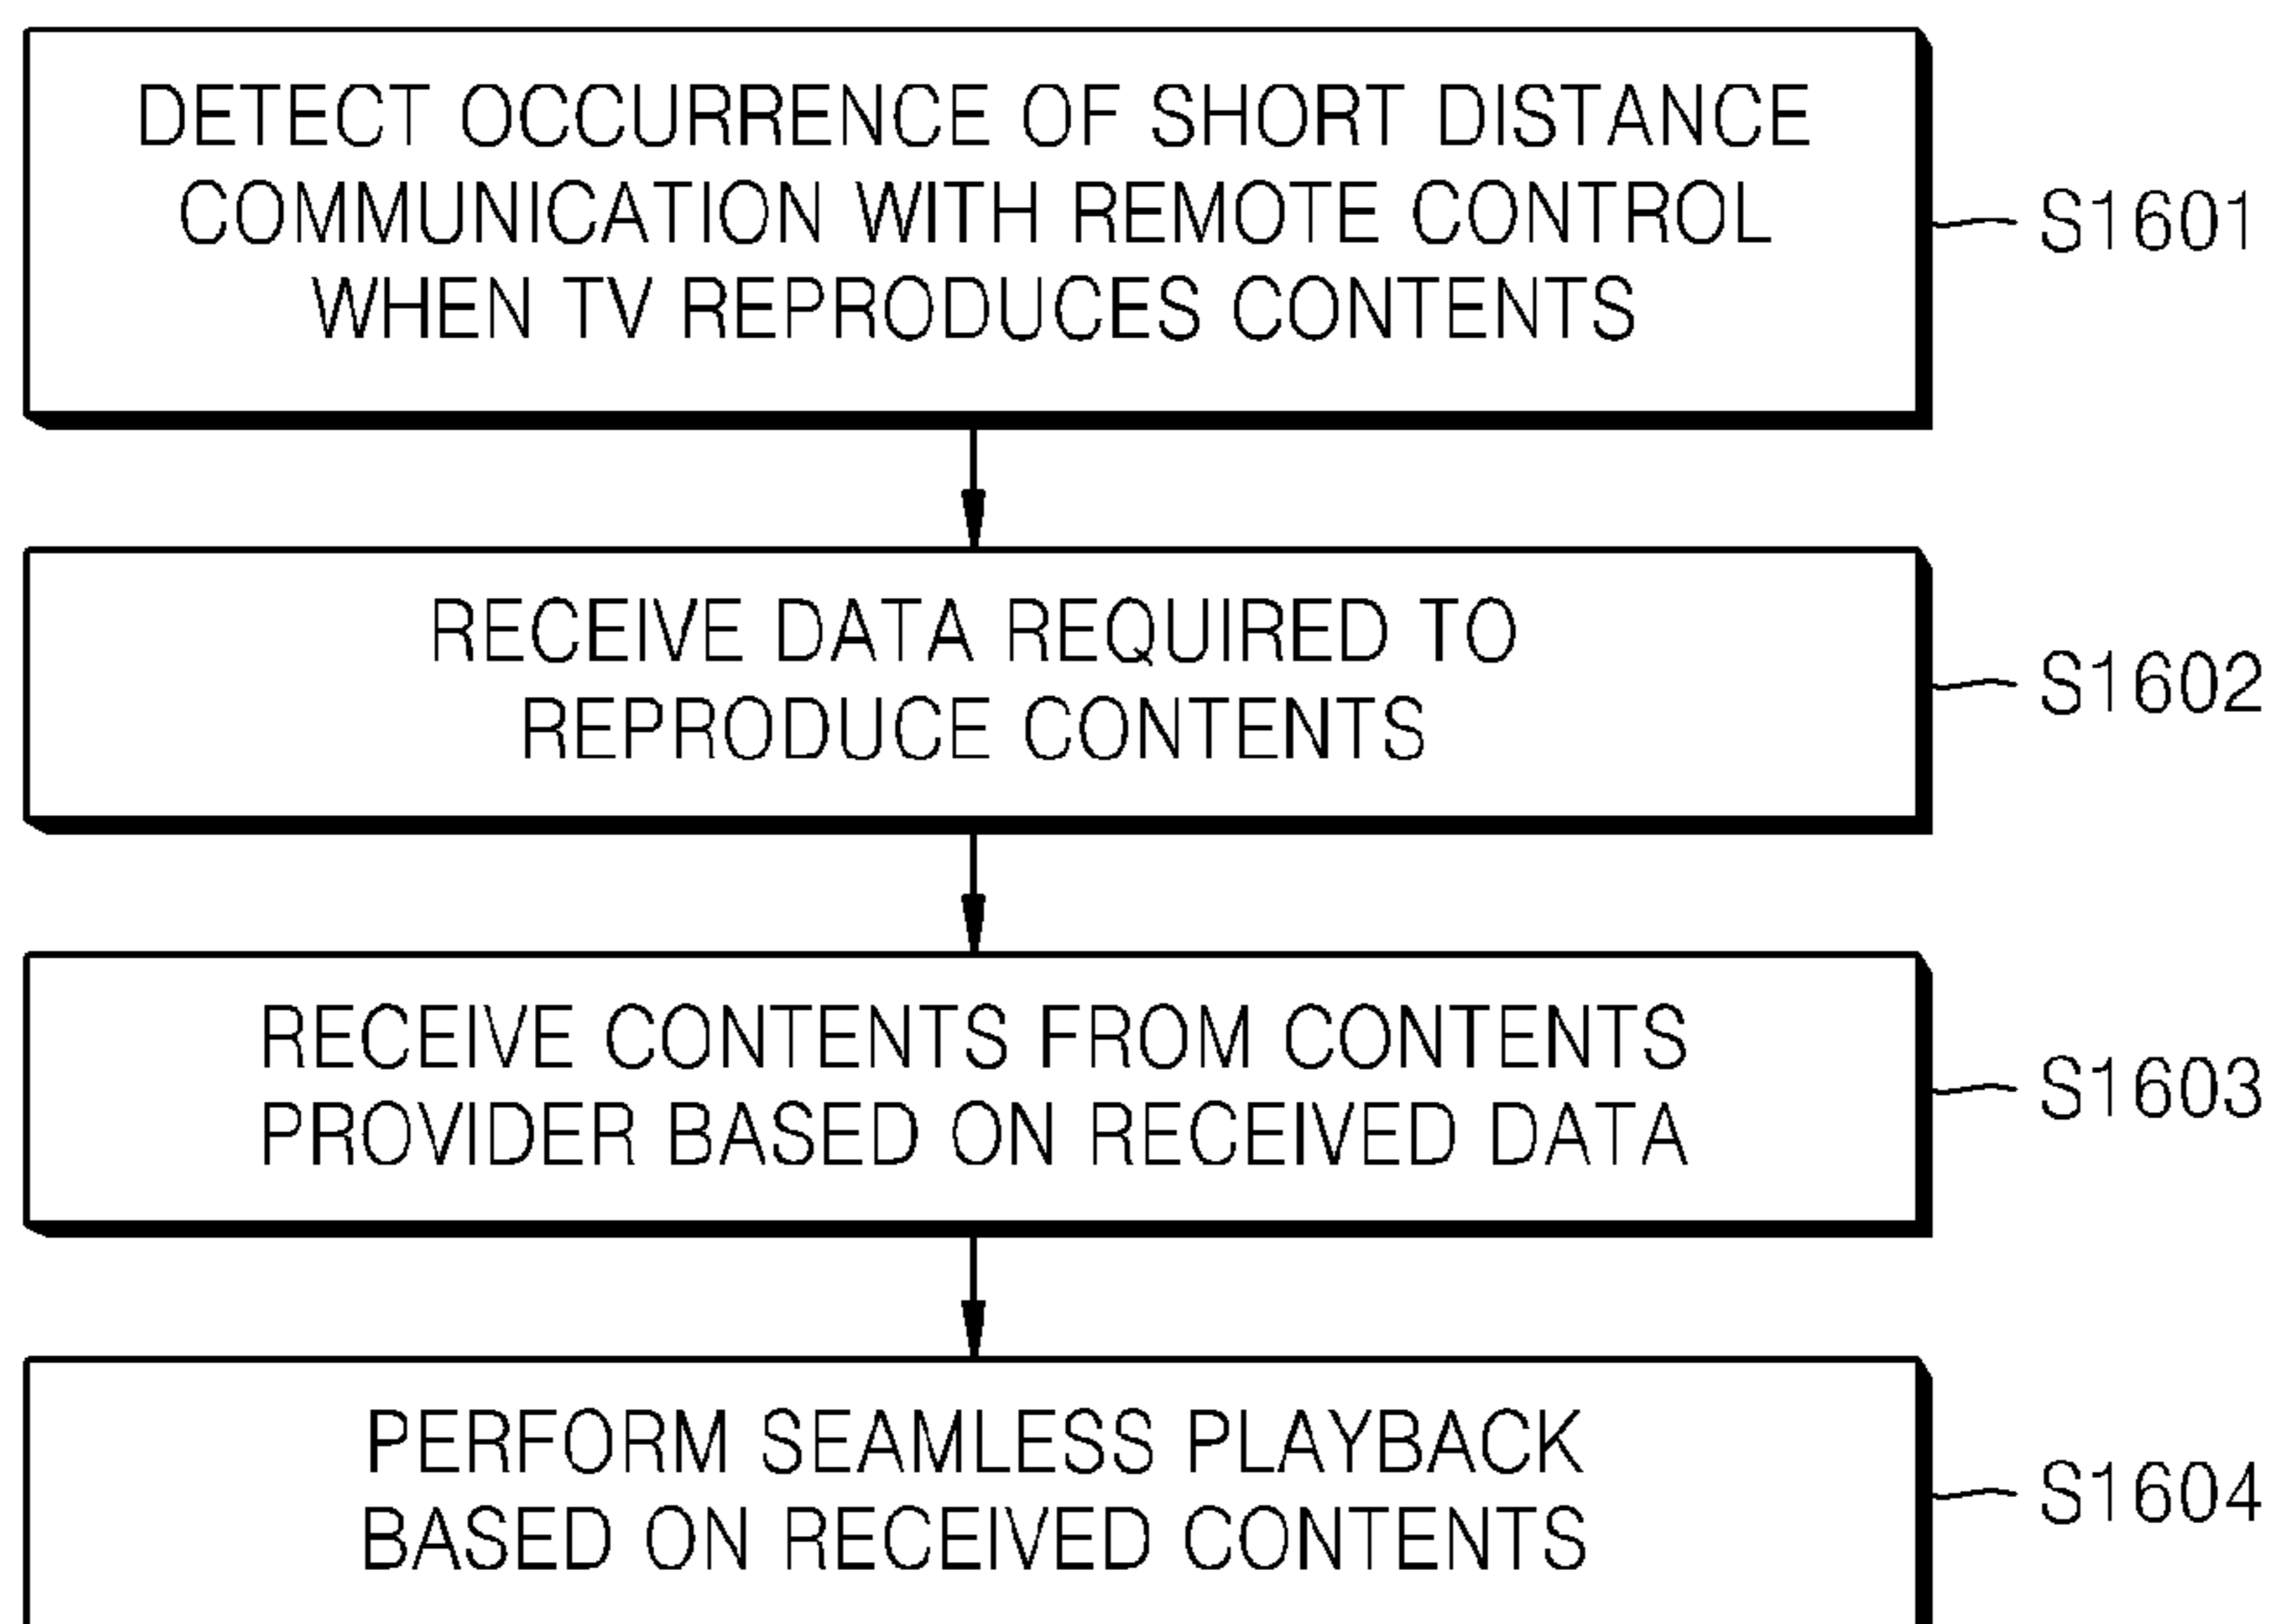 DETECT OCCURRENCE OF SHORT DISTANCE
COMMUNICATION WITH REMOTE CONTROL
WHEN TV REPRODUCES CONTENTS
S1601
RECEIVE DATA REQUIRED TO
REPRODUCE CONTENTS
S1602
RECEIVE CONTENTS FROM CONTENTS
PROVIDER BASED ON RECEIVED DATA
S1603
PERFORM SEAMLESS PLAYBACK
BASED ON RECEIVED CONTENTS
S1604